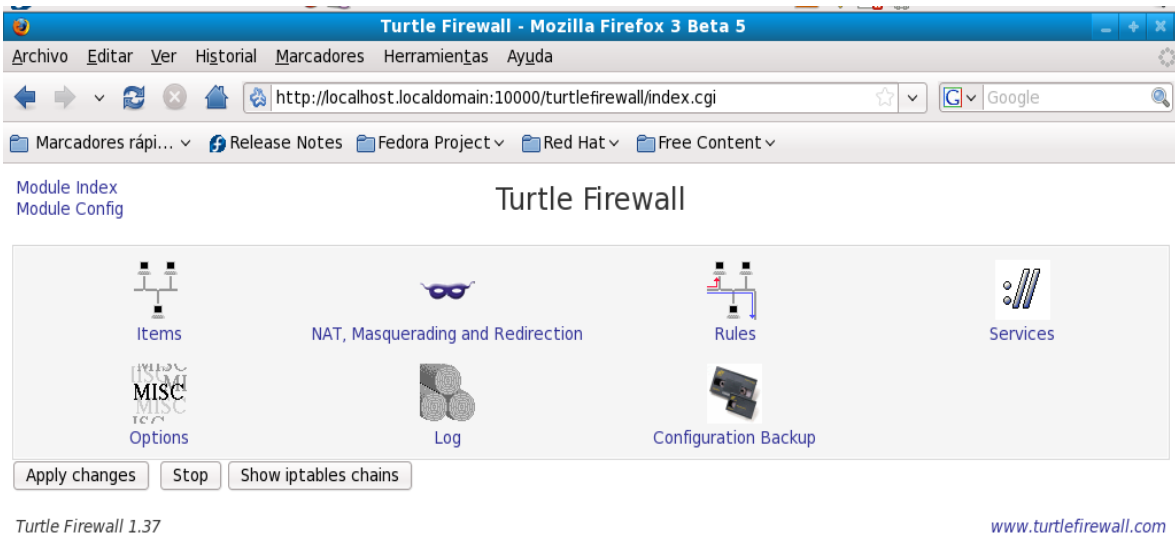 Turtle Firewall - Mozilla Firefox 3 Beta 5
Archivo Editar Ver Historial Marcadores Herramientas Ayuda
http://localhost.localdomain:10000/turtlefirewall/index.cgi
G Google
Marcadores rápi... Release Notes Fedora Project Red Hat Free Content
Module Index
Module Config
Turtle Firewall
Items NAT, Masquerading and Redirection Rules Services
MISC
Options Log Configuration Backup
Apply changes Stop Show iptables chains
Turtle Firewall 1.37 www.turtlefirewall.com